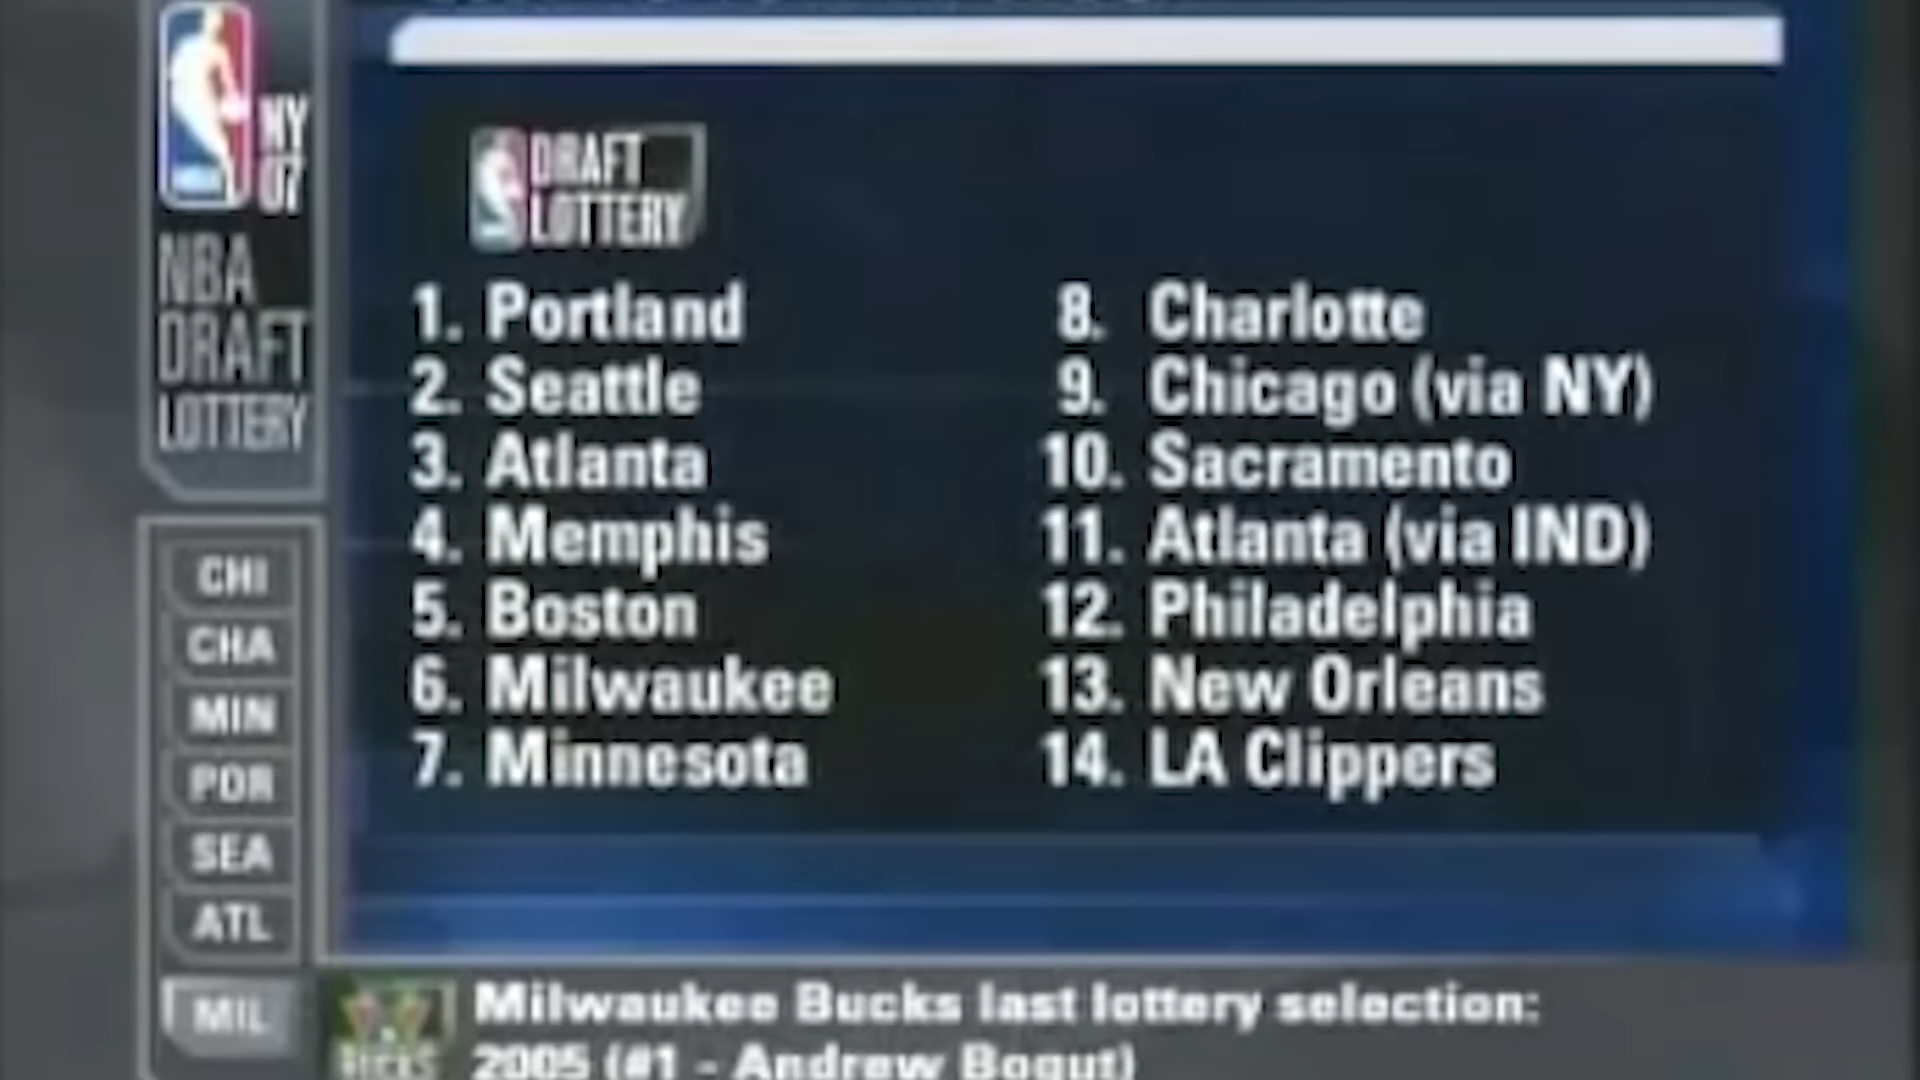 NY
07
NBA
DRAFT
LOTTERY
DRAFT
LOTTERY
1. Portland
2. Seattle
3. Atlanta
4. Memphis
5. Boston
6. Milwaukee
7. Minnesota
8. Charlotte
9. Chicago (via NY)
10. Sacramento
11. Atlanta (via IND)
12. Philadelphia
13. New Orleans
14. LA Clippers
CHI
CHA
MIN
POR
SEA
ATL
MIL
BUCKS
Milwaukee Bucks last lottery selection:
2005 (#1 - Andrew Bogut)